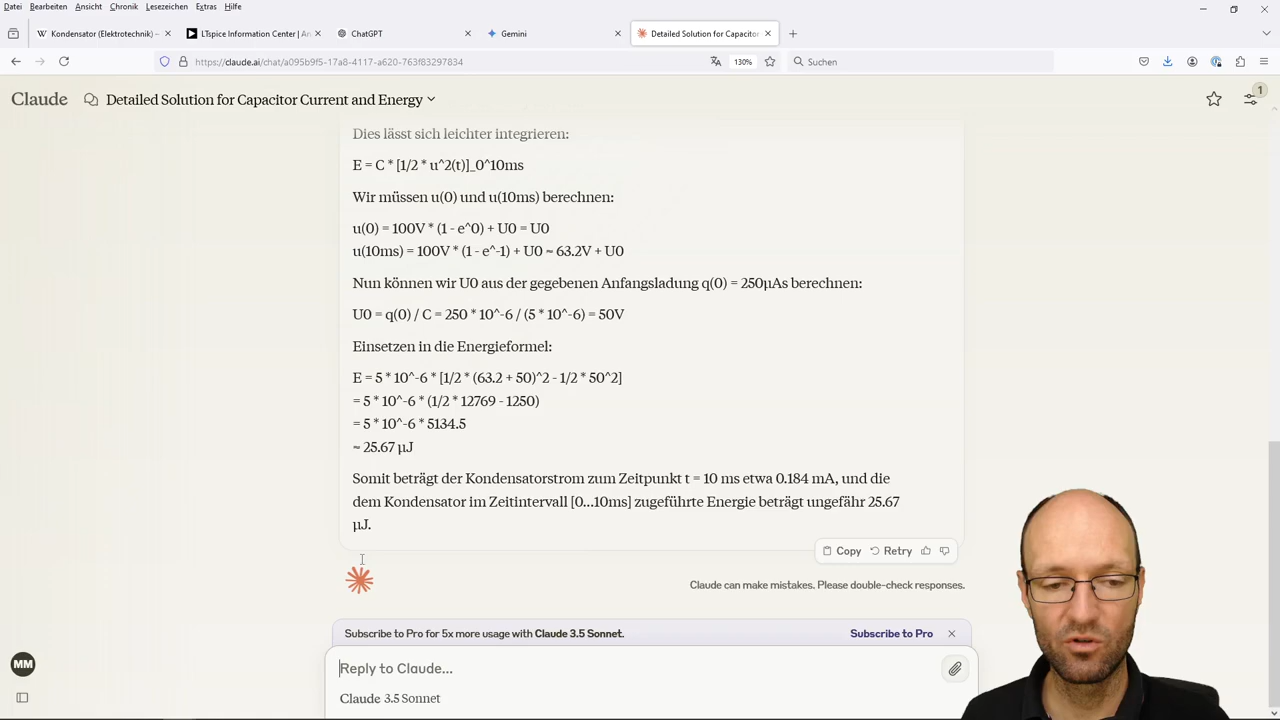 Datei Bearbeiten Ansicht Chronik Lesezeichen Extras Hilfe
Kondensator (Elektrotechnik) – LTspice Information Center | An ChatGPT Gemini Detailed Solution for Capacitor
https://claude.ai/chat/a095b9f5-17a8-4117-a620-763f83297834 130% Suchen
Claude Detailed Solution for Capacitor Current and Energy 1
Dies lässt sich leichter integrieren:
E = C * [1/2 * u^2(t)]_0^10ms
Wir müssen u(0) und u(10ms) berechnen:
u(0) = 100V * (1 - e^0) + U0 = U0
u(10ms) = 100V * (1 - e^-1) + U0 ≈ 63.2V + U0
Nun können wir U0 aus der gegebenen Anfangsladung q(0) = 250μAs berechnen:
U0 = q(0) / C = 250 * 10^-6 / (5 * 10^-6) = 50V
Einsetzen in die Energieformel:
E = 5 * 10^-6 * [1/2 * (63.2 + 50)^2 - 1/2 * 50^2]
= 5 * 10^-6 * (1/2 * 12769 - 1250)
= 5 * 10^-6 * 5134.5
≈ 25.67 μJ
Somit beträgt der Kondensatorstrom zum Zeitpunkt t = 10 ms etwa 0.184 mA, und die
dem Kondensator im Zeitintervall [0...10ms] zugeführte Energie beträgt ungefähr 25.67
μJ.
Copy Retry
Claude can make mistakes. Please double-check responses.
Subscribe to Pro for 5x more usage with Claude 3.5 Sonnet. Subscribe to Pro
MM
Reply to Claude...
Claude 3.5 Sonnet